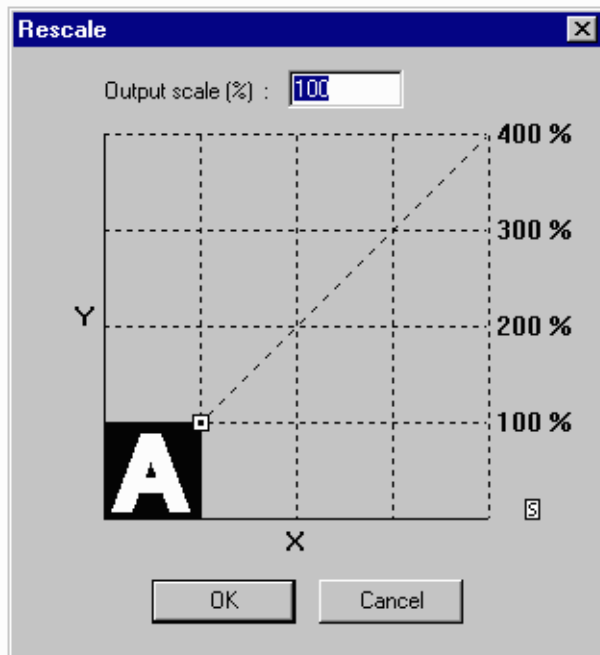 Rescale
Output scale (%) : 100
400 %
300 %
Y
200 %
100 %
A
S
X
OK Cancel